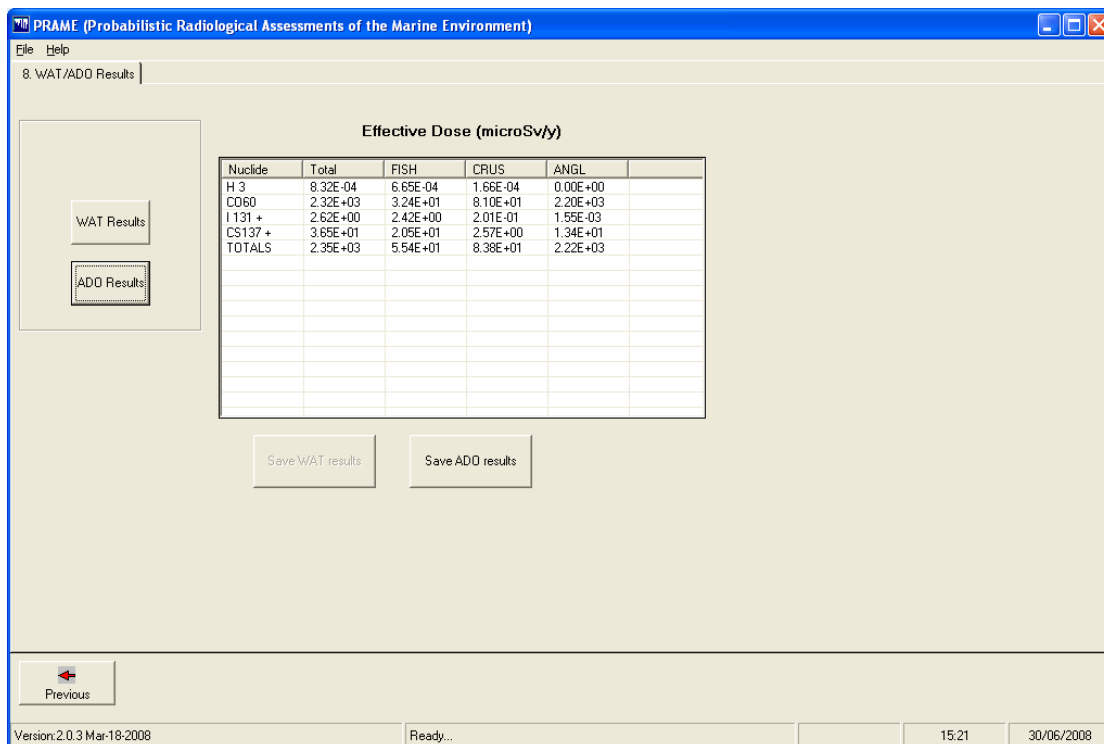 PRAME (Probabilistic Radiological Assessments of the Marine Environment)
File Help
8. WAT/ADO Results
Effective Dose (microSv/y)
Nuclide Total FISH CRUS ANGL
H 3 8.32E-04 6.65E-04 1.66E-04 0.00E+00
CO60 2.32E+03 3.24E+01 8.10E+01 2.20E+03
I 131 + 2.62E+00 2.42E+00 2.01E-01 1.55E-03
CS137 + 3.65E+01 2.05E+01 2.57E+00 1.34E+01
TOTALS 2.35E+03 5.54E+01 8.38E+01 2.22E+03
WAT Results
ADO Results
Save WAT results Save ADO results
Previous
Version:2.0.3 Mar-18-2008 Ready... 15:21 30/06/2008